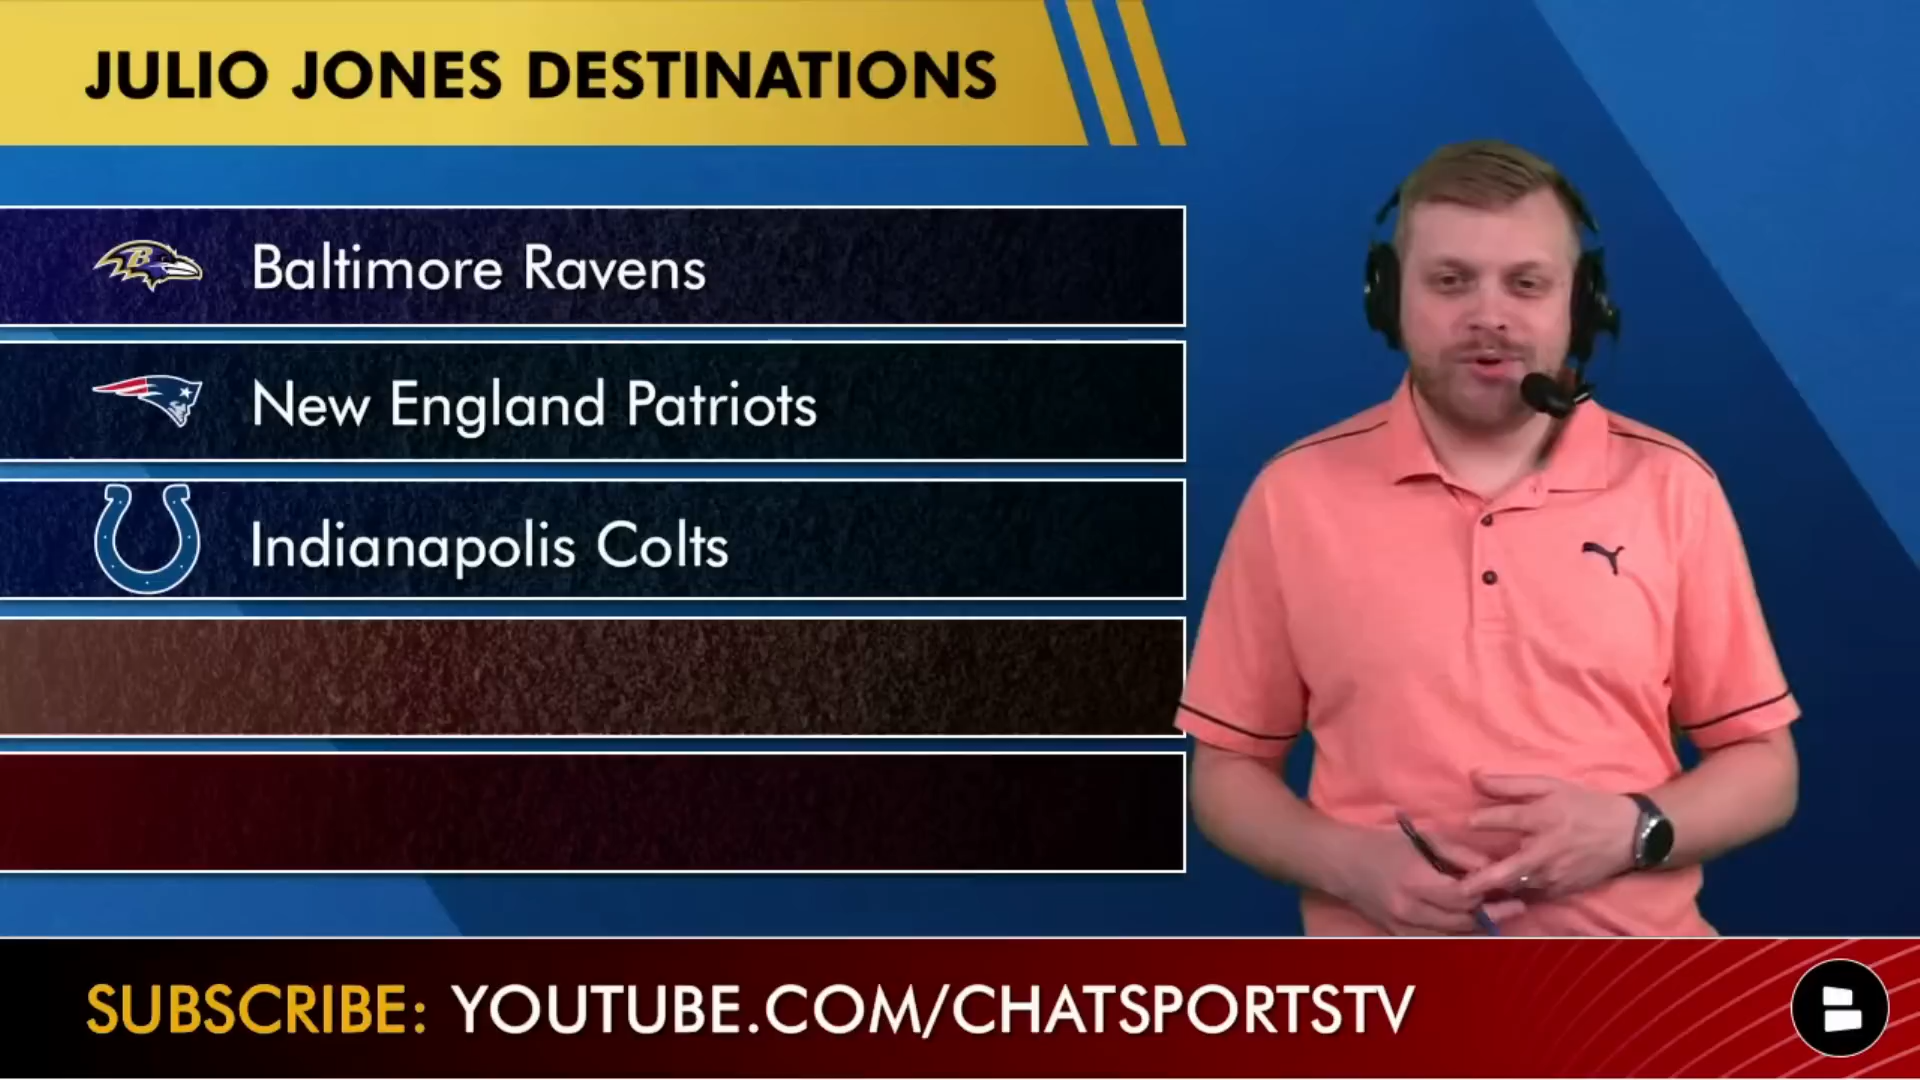 JULIO JONES DESTINATIONS
B
Baltimore Ravens
New England Patriots
Indianapolis Colts
SUBSCRIBE: YOUTUBE.COM/CHATSPORTSTV